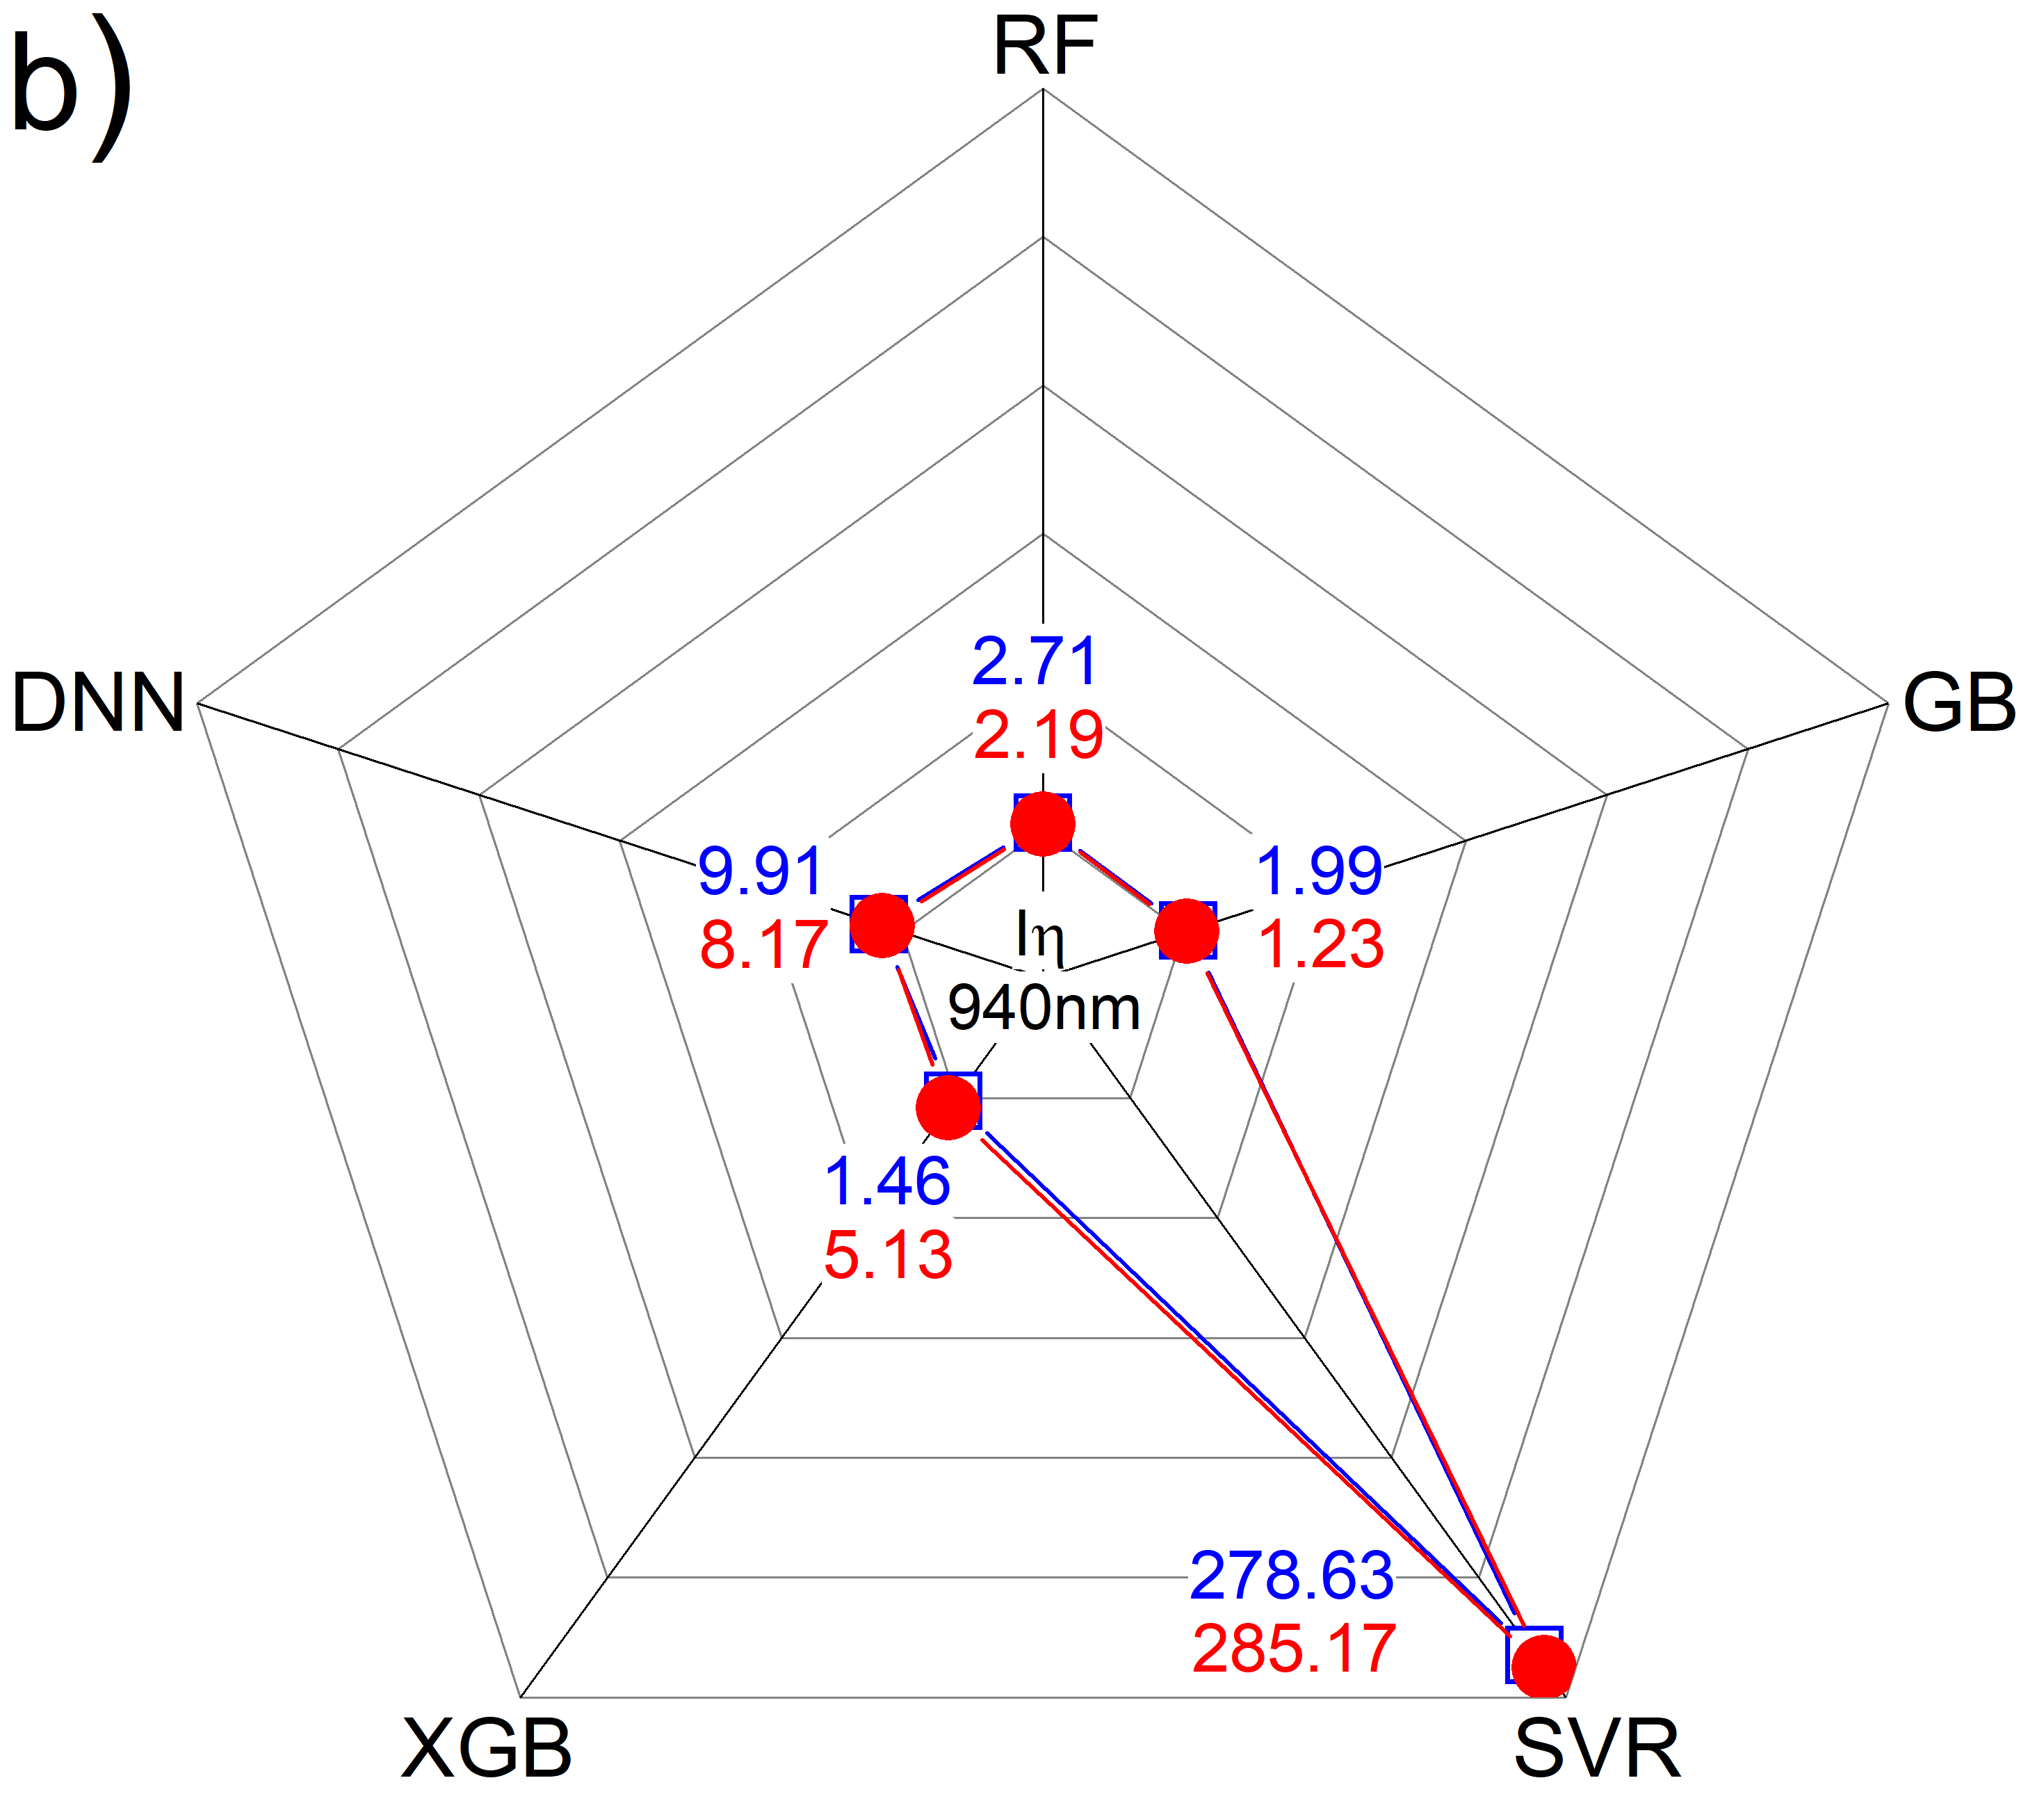 b)
RF
DNN
GB
2.71
2.19
9.91
8.17
1.99
1.23
Iη
940nm
1.46
5.13
278.63
285.17
XGB
SVR